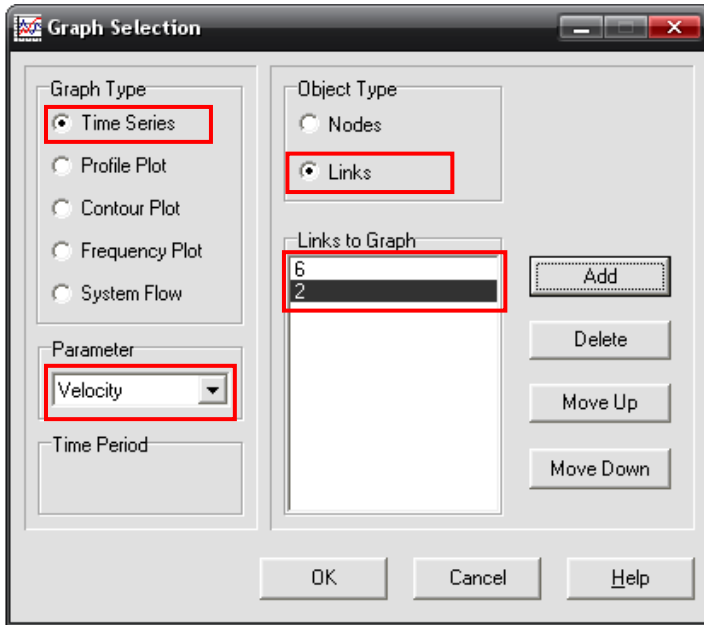 Graph Selection
Graph Type
Time Series
Profile Plot
Contour Plot
Frequency Plot
System Flow
Parameter
Velocity
Time Period
Object Type
Nodes
Links
Links to Graph
6
2
Add
Delete
Move Up
Move Down
OK
Cancel
Help